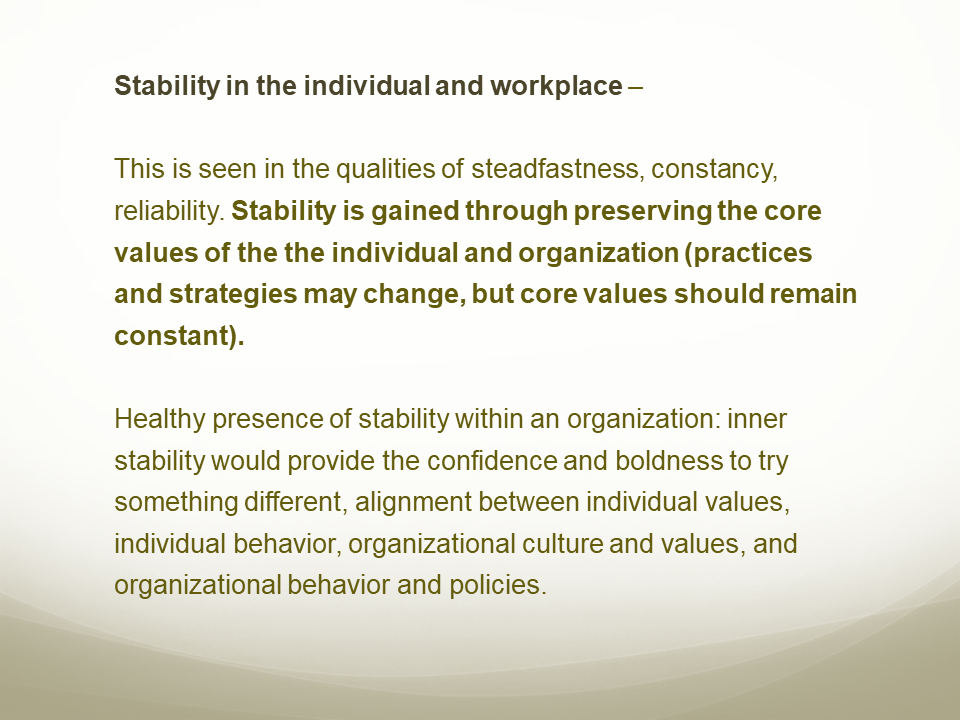 Stability in the individual and workplace –
This is seen in the qualities of steadfastness, constancy,
reliability. Stability is gained through preserving the core
values of the the individual and organization (practices
and strategies may change, but core values should remain
constant).
Healthy presence of stability within an organization: inner
stability would provide the confidence and boldness to try
something different, alignment between individual values,
individual behavior, organizational culture and values, and
organizational behavior and policies.